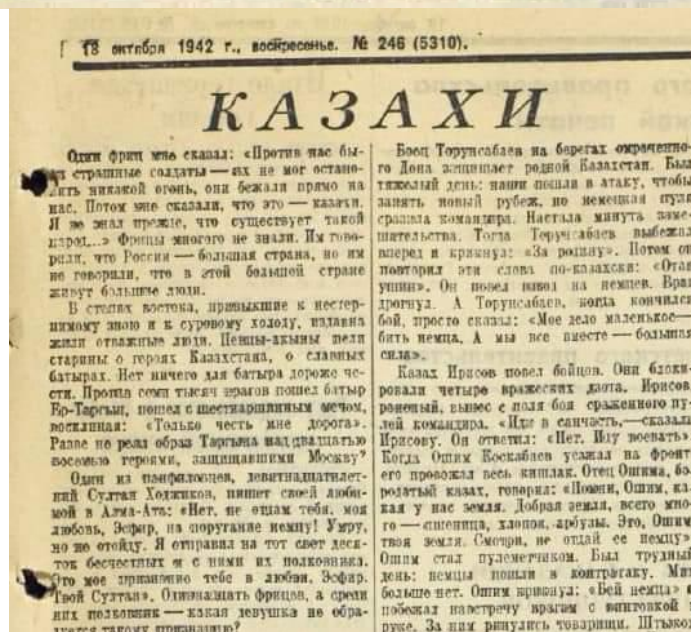 18 октября 1942 г., воскресенье. № 246 (5310).
КАЗАХИ
Один фриц мне сказал: «Против нас бы-
ли страшные солдаты — их не мог остано-
вить никакой огонь, они бежали прямо на
нас. Потом мне сказали, что это — казахи.
Я не знал прежде, что существует такой
народ...» Фрицы многого не знали. Им гово-
рили, что Россия — большая страна, но им
не говорили, что в этой большой стране
живут большие люди.
В степях востока, привыкшие к нестер-
пимому зною и к суровому холоду, издавна
жили отважные люди. Певцы-акыны пели
старины о героях Казахстана, о славных
батырах. Нет ничего для батыра дороже че-
сти. Против семи тысяч врагов пошел батыр
Ер-Таргын, пошел с шестиаршинным мечом,
восклицая: «Только честь мне дорога».
Разве не реял образ Таргына над двадцатью
восемью героями, защищавшими Москву?
Один из панфиловцев, девятнадцатилет-
ний Султан Ходжиков, пишет своей люби-
мой в Алма-Ата: «Нет, не отдам тебя, моя
любовь, Эсфир, на поругание немцу! Умру,
но не отойду. Я отправил на тот свет деся-
ток бесчестных и с ними их полковника.
Это мое признание тебе в любви, Эсфир.
Твой Султан». Одиннадцать фрицев, а среди
них полковник — какая девушка не обра-
дуется такому признанию?
Боец Торунсабаев на берегах омраченно-
го Дона защищает родной Казахстан. Был
тяжелый день: наши пошли в атаку, чтобы
занять новый рубеж, но немецкая пуля
сразила командира. Настала минута заме-
шательства. Тогда Торунсабаев выбежал
вперед и крикнул: «За родину». Потом он
повторил эти слова по-казахски: «Отан
ушин». Он повел взвод на немцев. Враг
дрогнул. А Торунсабаев, когда кончился
бой, просто сказал: «Мое дело маленькое —
бить немца. А мы все вместе — большая
сила».
Казах Ирисов повел бойцов. Они блоки-
ровали четыре вражеских дзота. Ирисов
раненый, вынес с поля боя сраженного пу-
лей командира. «Иди в санчасть, — сказали
Ирисову. Он ответил: «Нет. Иду воевать».
Когда Ошим Коскабаев уезжал на фронт
его провожал весь кишлак. Отец Ошима, бо-
родатый казах, говорил: «Помни, Ошим, ка-
кая у нас земля. Добрая земля, всего мно-
го — пшеница, хлопок, арбузы. Это, Ошим
твоя земля. Смотри, не отдай ее немцу».
Ошим стал пулеметчиком. Был трудный
день: немцы пошли в контратаку. Мин
больше нет. Ошим крикнул: «Бей немца» и
побежал навстречу врагам с винтовкой в
руке. За ним ринулись товарищи. Штыком